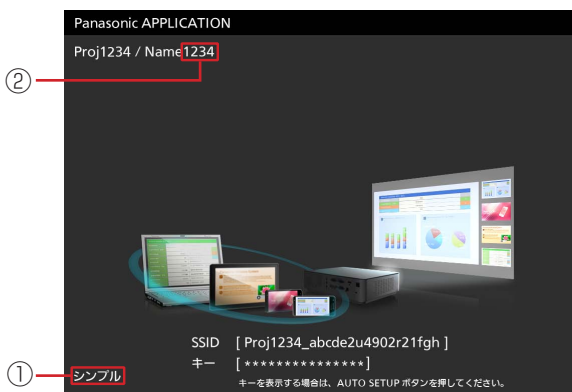 Panasonic APPLICATION
Proj1234 / Name1234
②
SSID [ Proj1234_abcde2u4902r21fgh ]
キー [ *************** ]
① シンプル
キーを表示する場合は、AUTO SETUP ボタンを押してください。